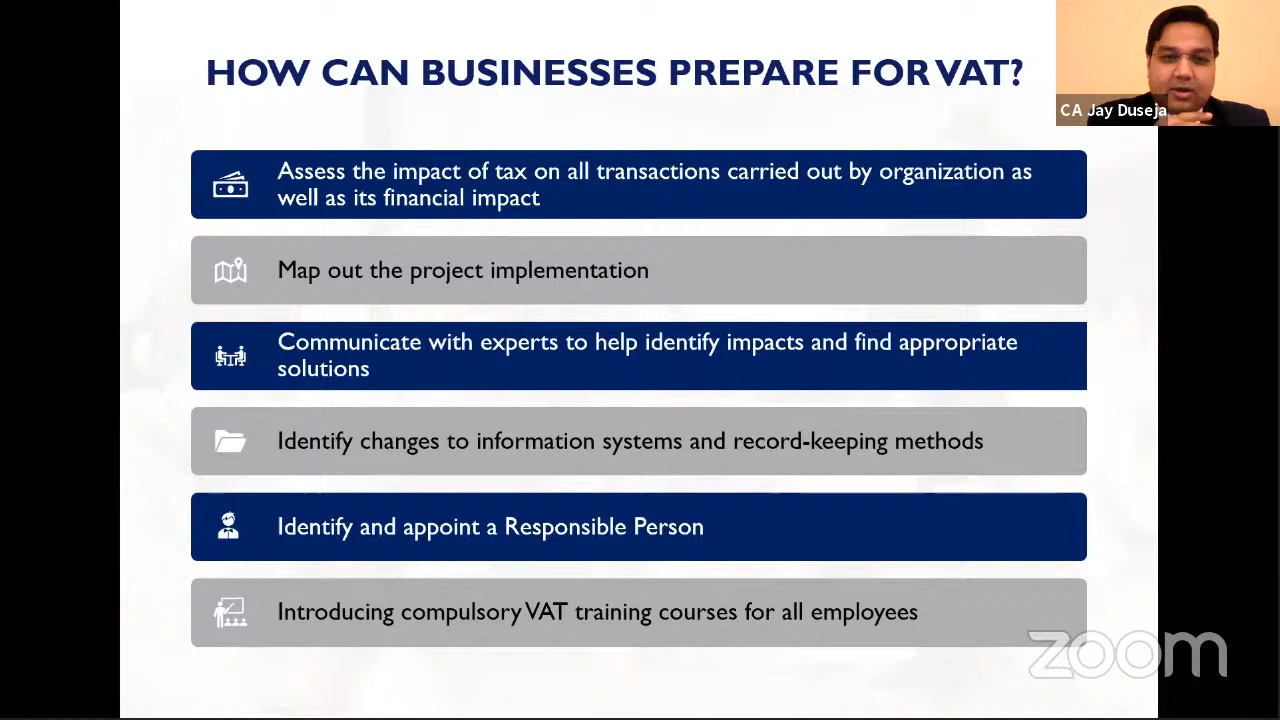 HOW CAN BUSINESSES PREPARE FOR VAT?
CA Jay Duseja
Assess the impact of tax on all transactions carried out by organization as
well as its financial impact
Map out the project implementation
Communicate with experts to help identify impacts and find appropriate
solutions
Identify changes to information systems and record-keeping methods
Identify and appoint a Responsible Person
Introducing compulsory VAT training courses for all employees
zoom